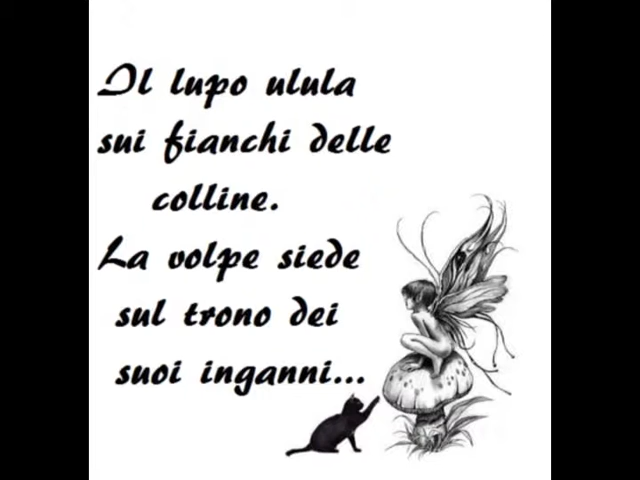 Il lupo ulula
sui fianchi delle
colline.
La volpe siede
sul trono dei
suoi inganni...